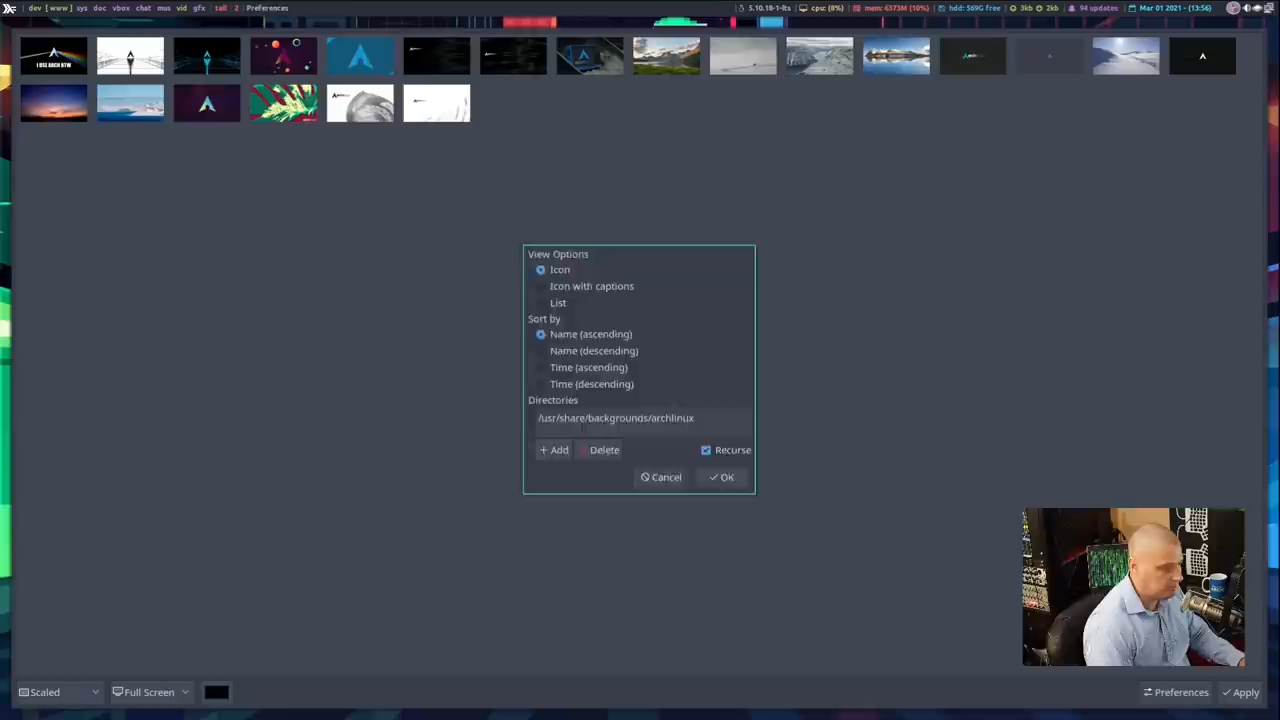 dev [ www ] sys doc vbox chat mus vid gfx | tall | 2 Preferences
5.10.18-1-lts | cpu (8%) | mem: 6373M (10%) | hdd: 569G free | 3kb 2kb | 94 updates | Mar 01 2021 - (13:56)
I USE ARCH BTW
View Options
Icon
Icon with captions
List
Sort by
Name (ascending)
Name (descending)
Time (ascending)
Time (descending)
Directories
/usr/share/backgrounds/archlinux
+ Add Delete Recurse
Cancel OK
Scaled Full Screen Preferences Apply